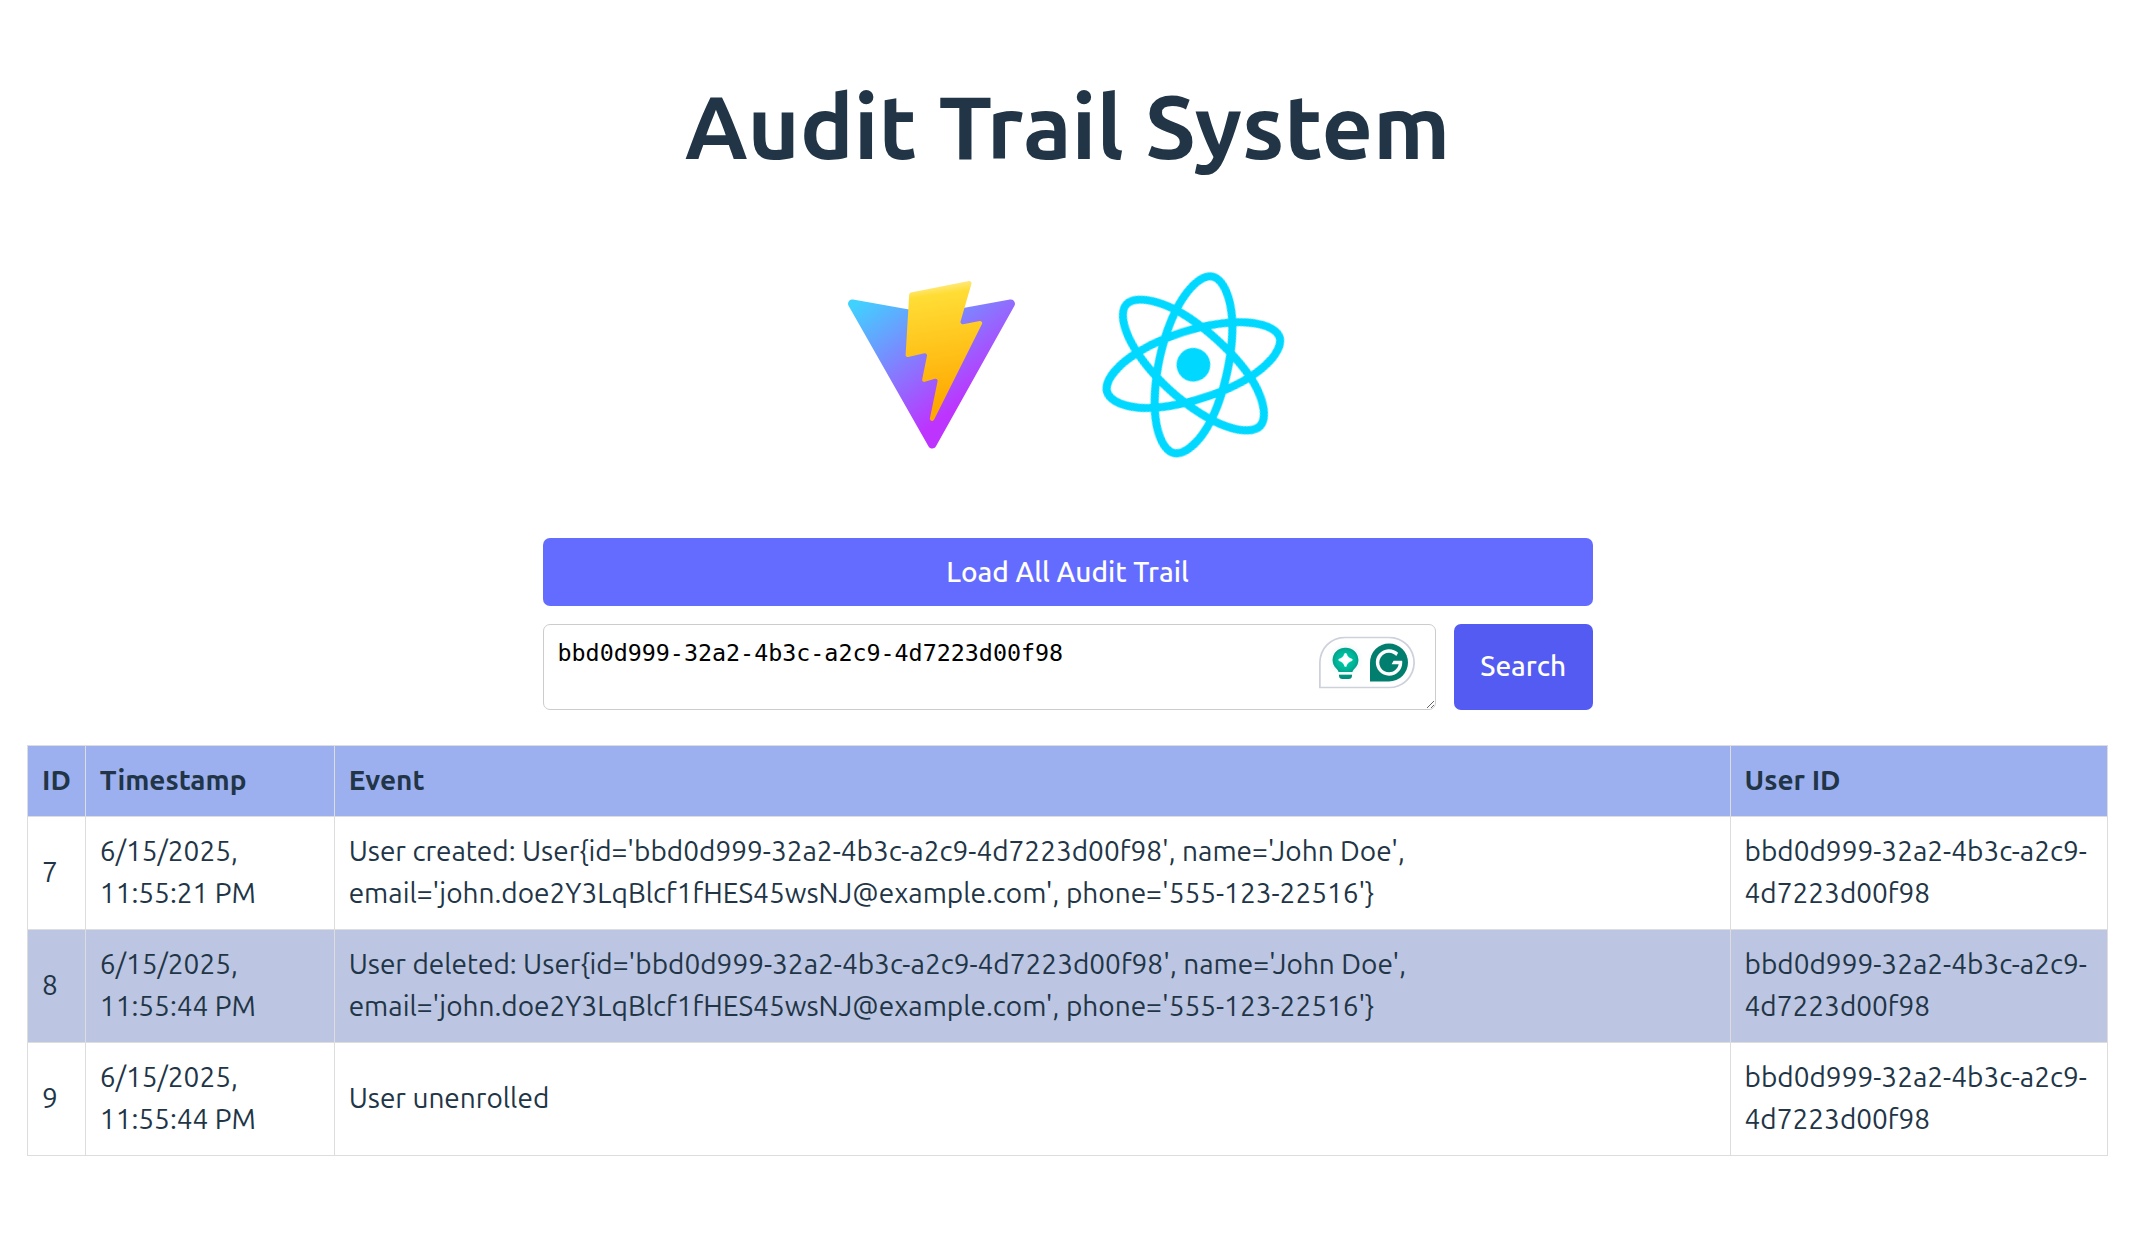 Audit Trail System
Load All Audit Trail
bbd0d999-32a2-4b3c-a2c9-4d7223d00f98
Search
ID Timestamp Event User ID
7
6/15/2025,
11:55:21 PM
User created: User{id='bbd0d999-32a2-4b3c-a2c9-4d7223d00f98', name='John Doe',
email='john.doe2Y3LqBlcf1fHES45wsNJ@example.com', phone='555-123-22516'}
bbd0d999-32a2-4b3c-a2c9-
4d7223d00f98
8
6/15/2025,
11:55:44 PM
User deleted: User{id='bbd0d999-32a2-4b3c-a2c9-4d7223d00f98', name='John Doe',
email='john.doe2Y3LqBlcf1fHES45wsNJ@example.com', phone='555-123-22516'}
bbd0d999-32a2-4b3c-a2c9-
4d7223d00f98
9
6/15/2025,
11:55:44 PM
User unenrolled
bbd0d999-32a2-4b3c-a2c9-
4d7223d00f98